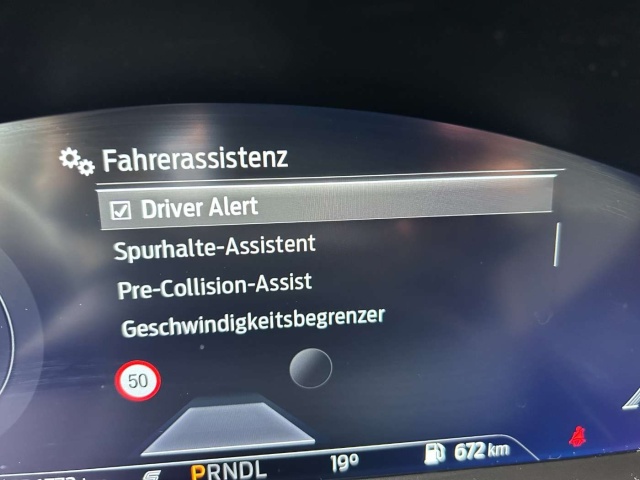 Fahrerassistenz
Driver Alert
Spurhalte-Assistent
Pre-Collision-Assist
Geschwindigkeitsbegrenzer
50
PRNDL 19° 672 km